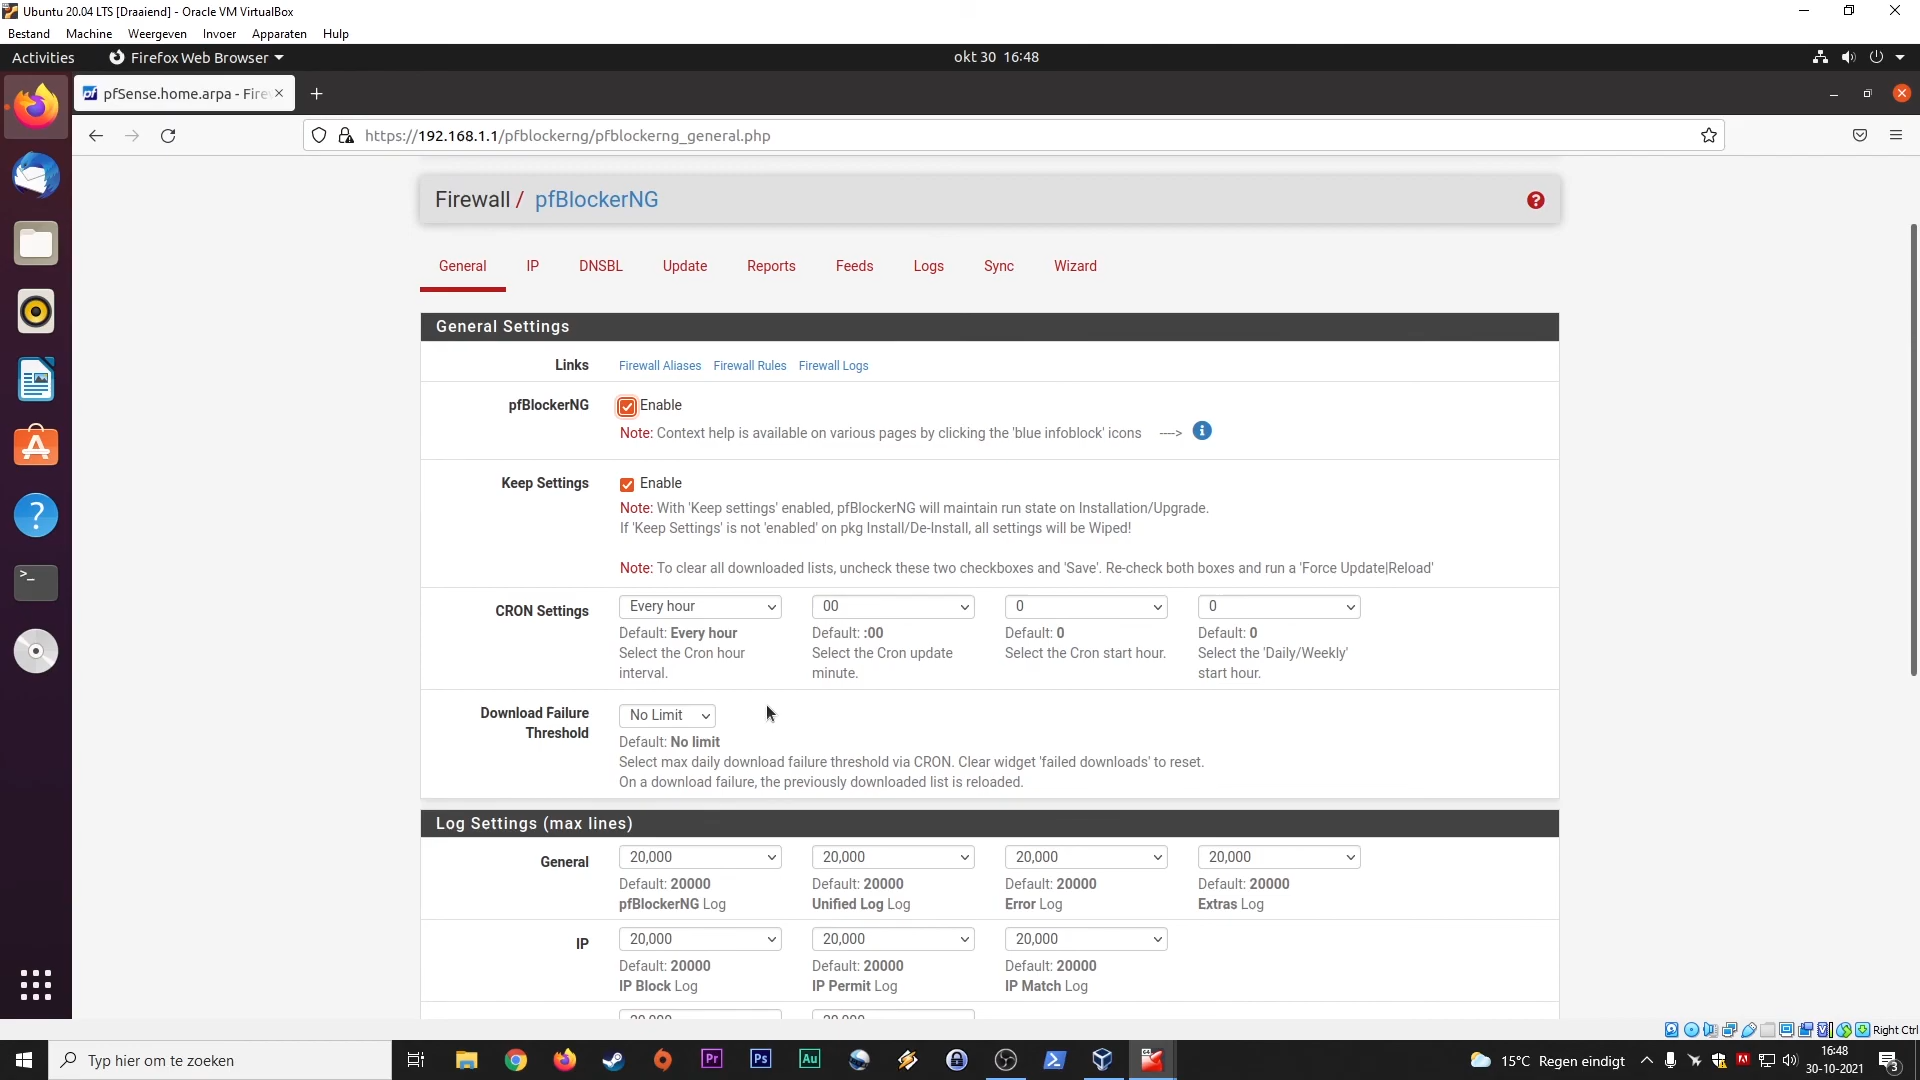 Ubuntu 20.04 LTS [Draaiend] - Oracle VM VirtualBox
Bestand Machine Weergeven Invoer Apparaten Hulp
Activities Firefox Web Browser okt 30 16:48
pfSense.home.arpa - Fire
https://192.168.1.1/pfblockerng/pfblockerng_general.php
Firewall / pfBlockerNG
General IP DNSBL Update Reports Feeds Logs Sync Wizard
General Settings
Links Firewall Aliases Firewall Rules Firewall Logs
pfBlockerNG Enable
Note: Context help is available on various pages by clicking the 'blue infoblock' icons ---->
Keep Settings Enable
Note: With 'Keep settings' enabled, pfBlockerNG will maintain run state on Installation/Upgrade.
If 'Keep Settings' is not 'enabled' on pkg Install/De-Install, all settings will be Wiped!
Note: To clear all downloaded lists, uncheck these two checkboxes and 'Save'. Re-check both boxes and run a 'Force Update|Reload'
CRON Settings Every hour 00 0 0
Default: Every hour Default: :00 Default: 0 Default: 0
Select the Cron hour Select the Cron update Select the Cron start hour. Select the 'Daily/Weekly'
interval. minute. start hour.
Download Failure No Limit
Threshold
Default: No limit
Select max daily download failure threshold via CRON. Clear widget 'failed downloads' to reset.
On a download failure, the previously downloaded list is reloaded.
Log Settings (max lines)
General 20,000 20,000 20,000 20,000
Default: 20000 Default: 20000 Default: 20000 Default: 20000
pfBlockerNG Log Unified Log Log Error Log Extras Log
IP 20,000 20,000 20,000
Default: 20000 Default: 20000 Default: 20000
IP Block Log IP Permit Log IP Match Log
20,000 20,000
Right Ctrl
Typ hier om te zoeken
Pr Ps Au
15°C Regen eindigt
16:48
30-10-2021
3